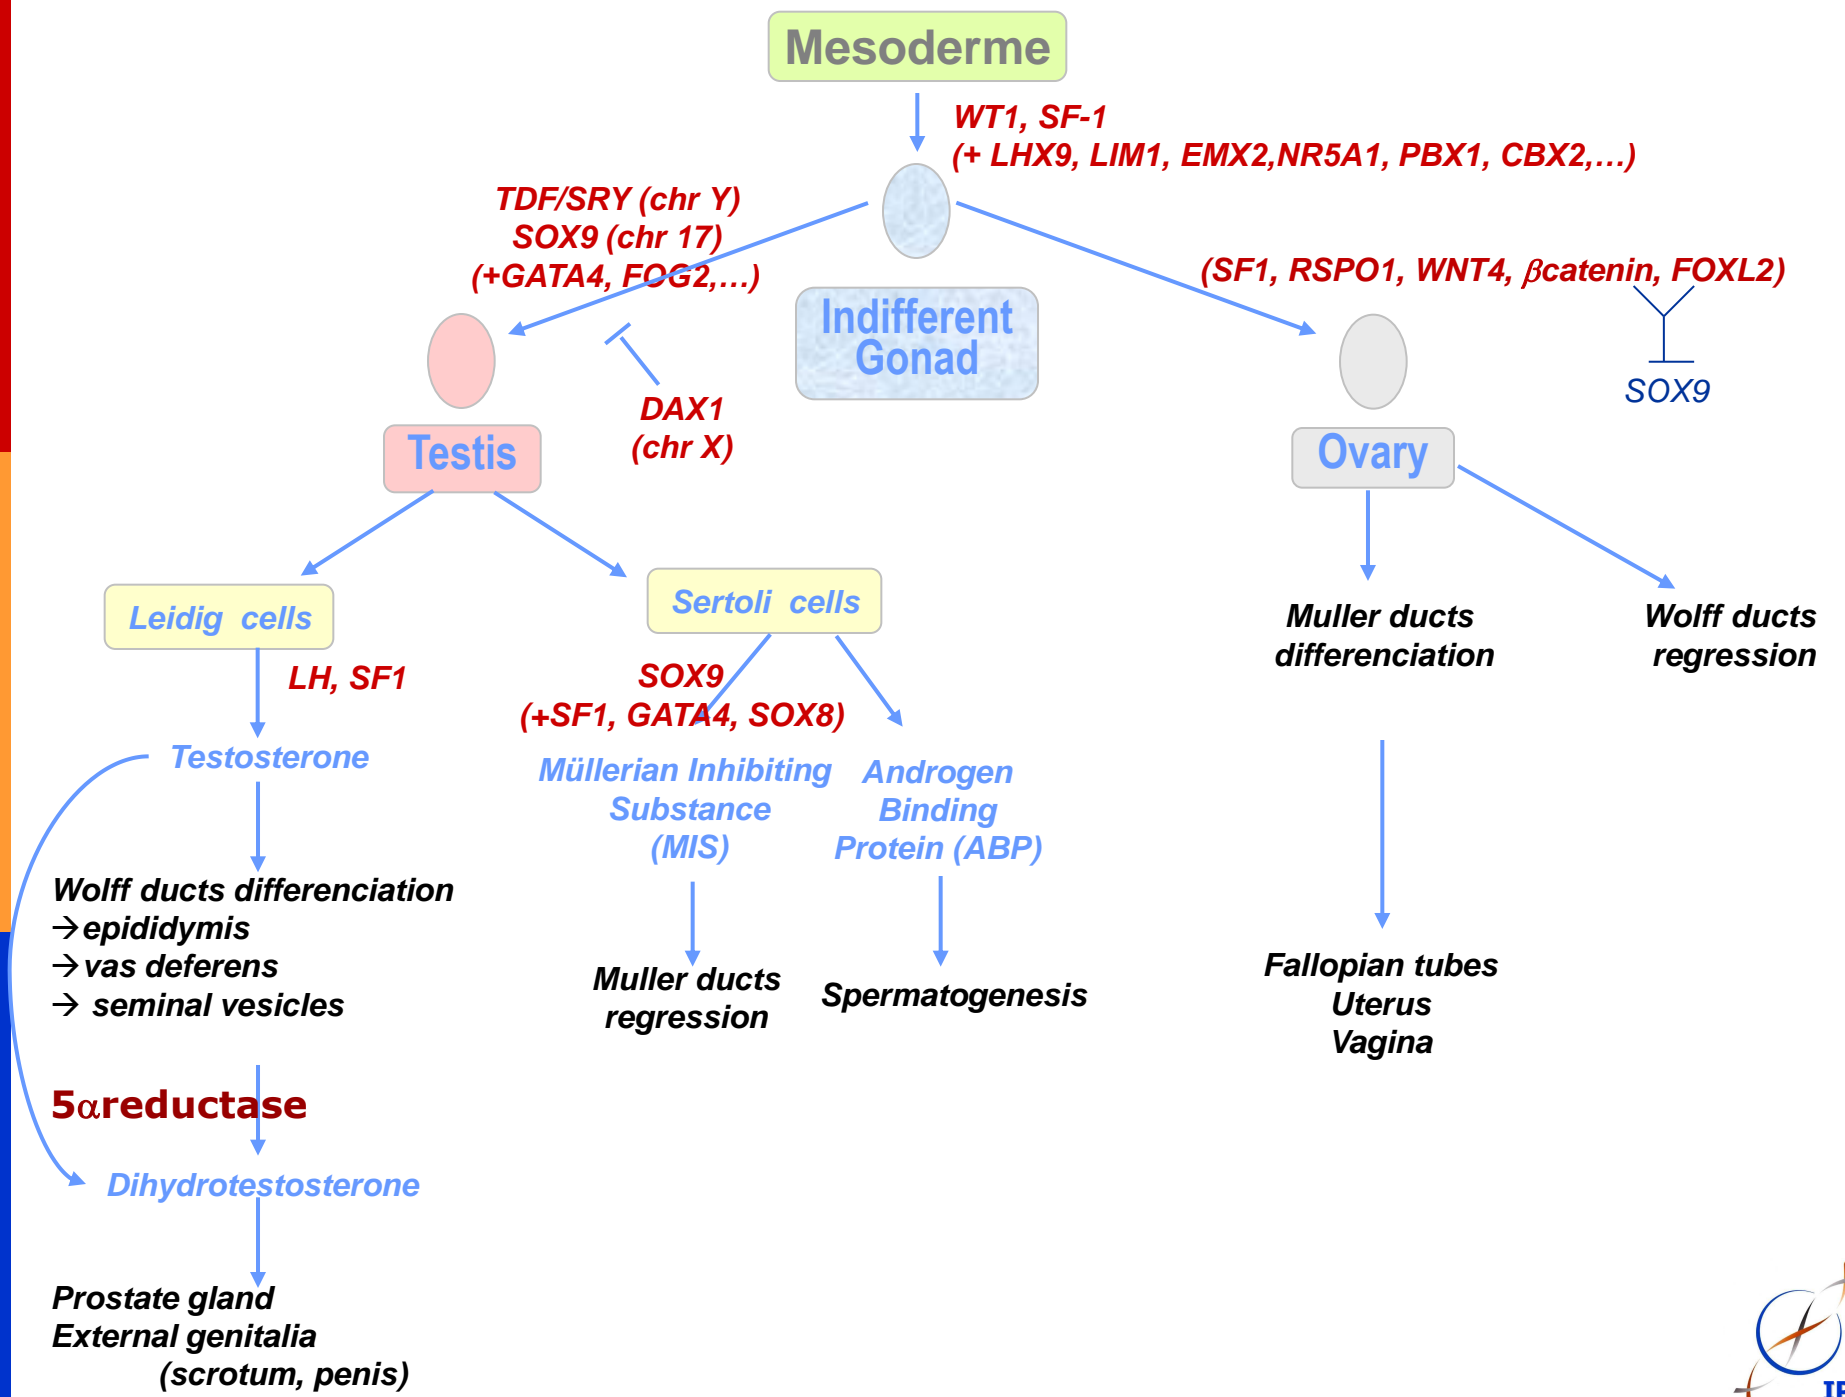 Mesoderme
WT1, SF-1
(+ LHX9, LIM1, EMX2,NR5A1, PBX1, CBX2,...)
TDF/SRY (chr Y)
SOX9 (chr 17)
(+GATA4, FOG2,...)
(SF1, RSPO1, WNT4, βcatenin, FOXL2)
Indifferent
Gonad
SOX9
DAX1
(chr X)
Testis
Ovary
Leidig cells
Sertoli cells
Muller ducts
differenciation
Wolff ducts
regression
LH, SF1
SOX9
(+SF1, GATA4, SOX8)
Testosterone
Müllerian Inhibiting
Substance
(MIS)
Androgen
Binding
Protein (ABP)
Wolff ducts differenciation
→epididymis
→vas deferens
→ seminal vesicles
Muller ducts
regression
Spermatogenesis
Fallopian tubes
Uterus
Vagina
5αreductase
Dihydrotestosterone
Prostate gland
External genitalia
(scrotum, penis)